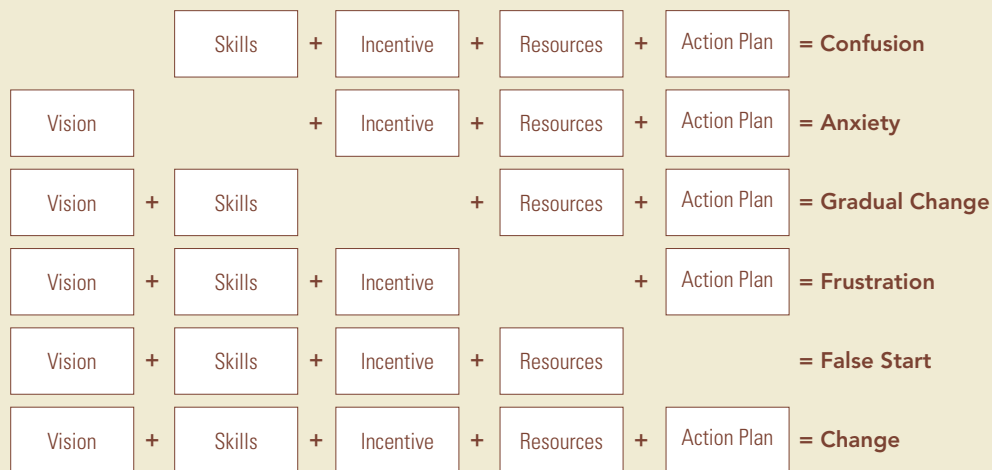 Skills + Incentive + Resources + Action Plan = Confusion
Vision + Incentive + Resources + Action Plan = Anxiety
Vision + Skills + Resources + Action Plan = Gradual Change
Vision + Skills + Incentive + Action Plan = Frustration
Vision + Skills + Incentive + Resources = False Start
Vision + Skills + Incentive + Resources + Action Plan = Change